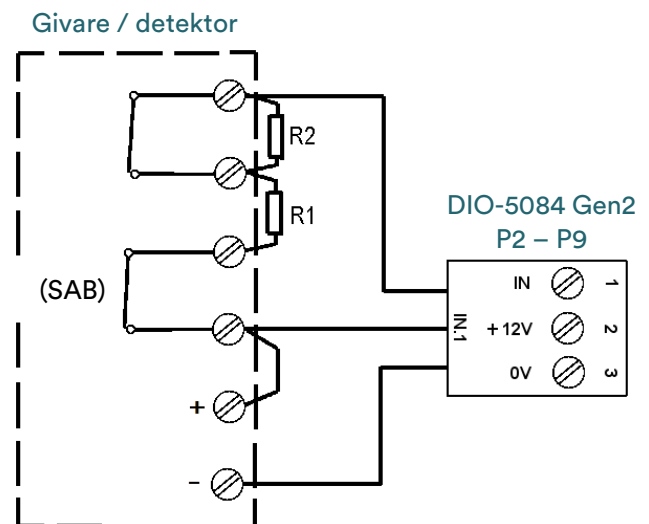 Givare / detektor
R2
R1
(SAB)
+
-
DIO-5084 Gen2
P2 – P9
IN 1
IN.1 +12V 2
0V 3